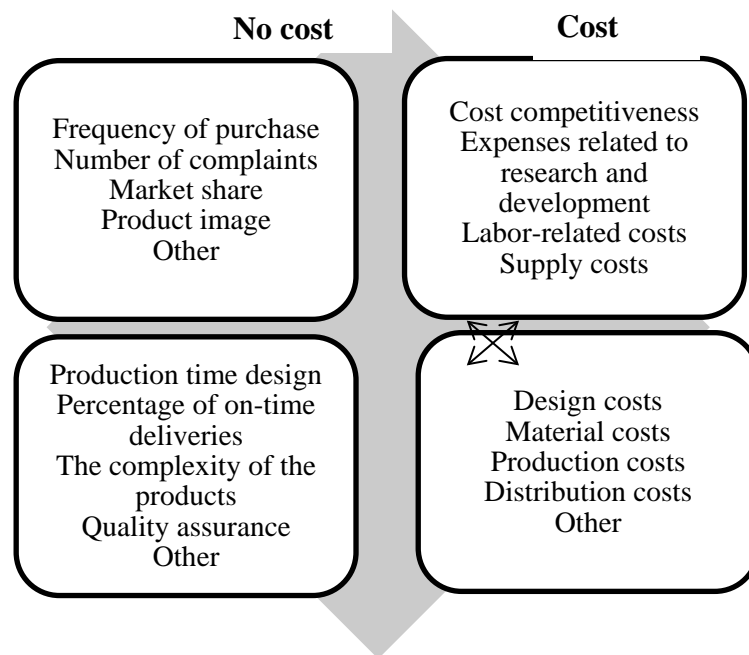 No cost
Cost
Frequency of purchase
Number of complaints
Market share
Product image
Other
Cost competitiveness
Expenses related to
research and
development
Labor-related costs
Supply costs
Production time design
Percentage of on-time
deliveries
The complexity of the
products
Quality assurance
Other
Design costs
Material costs
Production costs
Distribution costs
Other